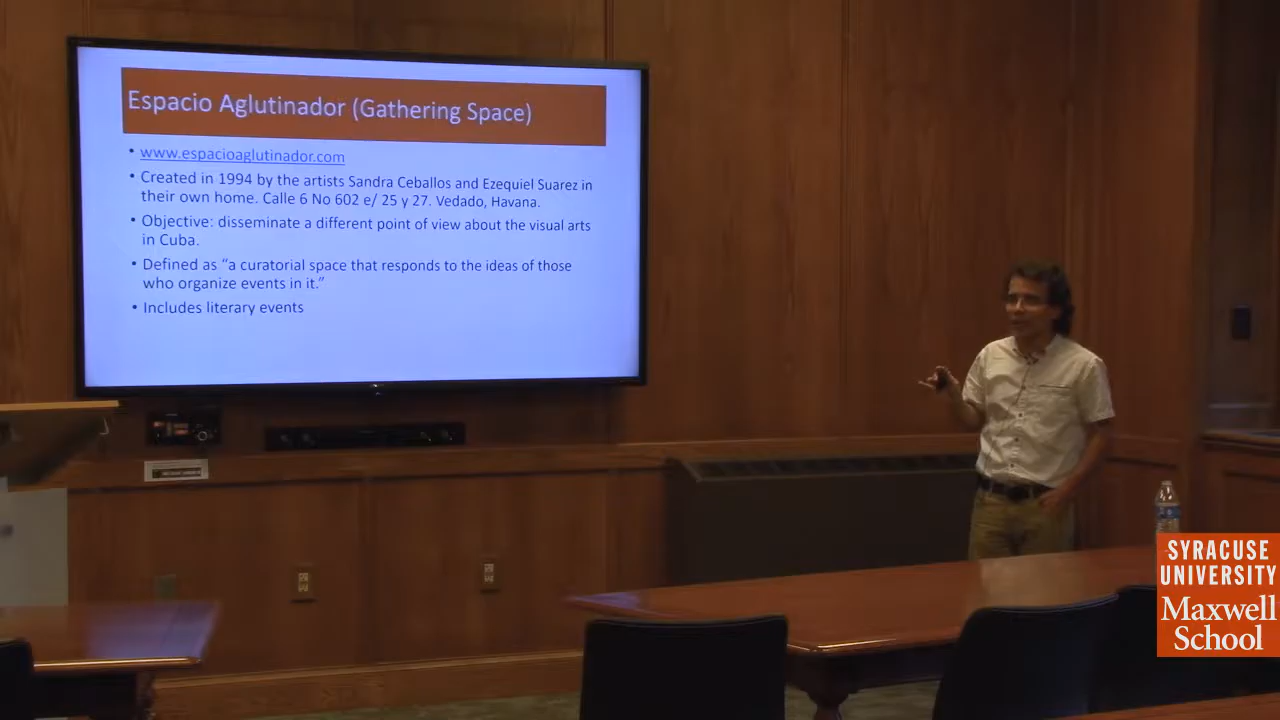 Espacio Aglutinador (Gathering Space)
• www.espacioaglutinador.com
• Created in 1994 by the artists Sandra Ceballos and Ezequiel Suarez in
their own home. Calle 6 No 602 e/ 25 y 27. Vedado, Havana.
• Objective: disseminate a different point of view about the visual arts
in Cuba.
• Defined as “a curatorial space that responds to the ideas of those
who organize events in it.”
• Includes literary events
SYRACUSE
UNIVERSITY
Maxwell
School